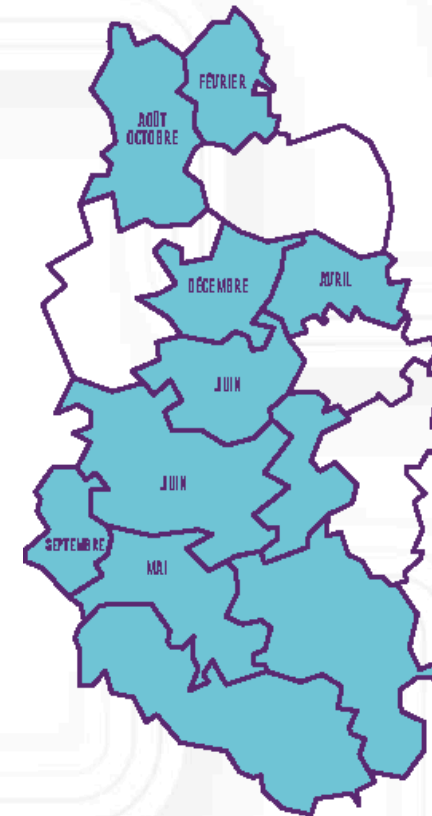 FÉVRIER
AOÛT
OCTOBRE
DÉCEMBRE
AVRIL
JUIN
JUIN
SEPTEMBRE
MAI